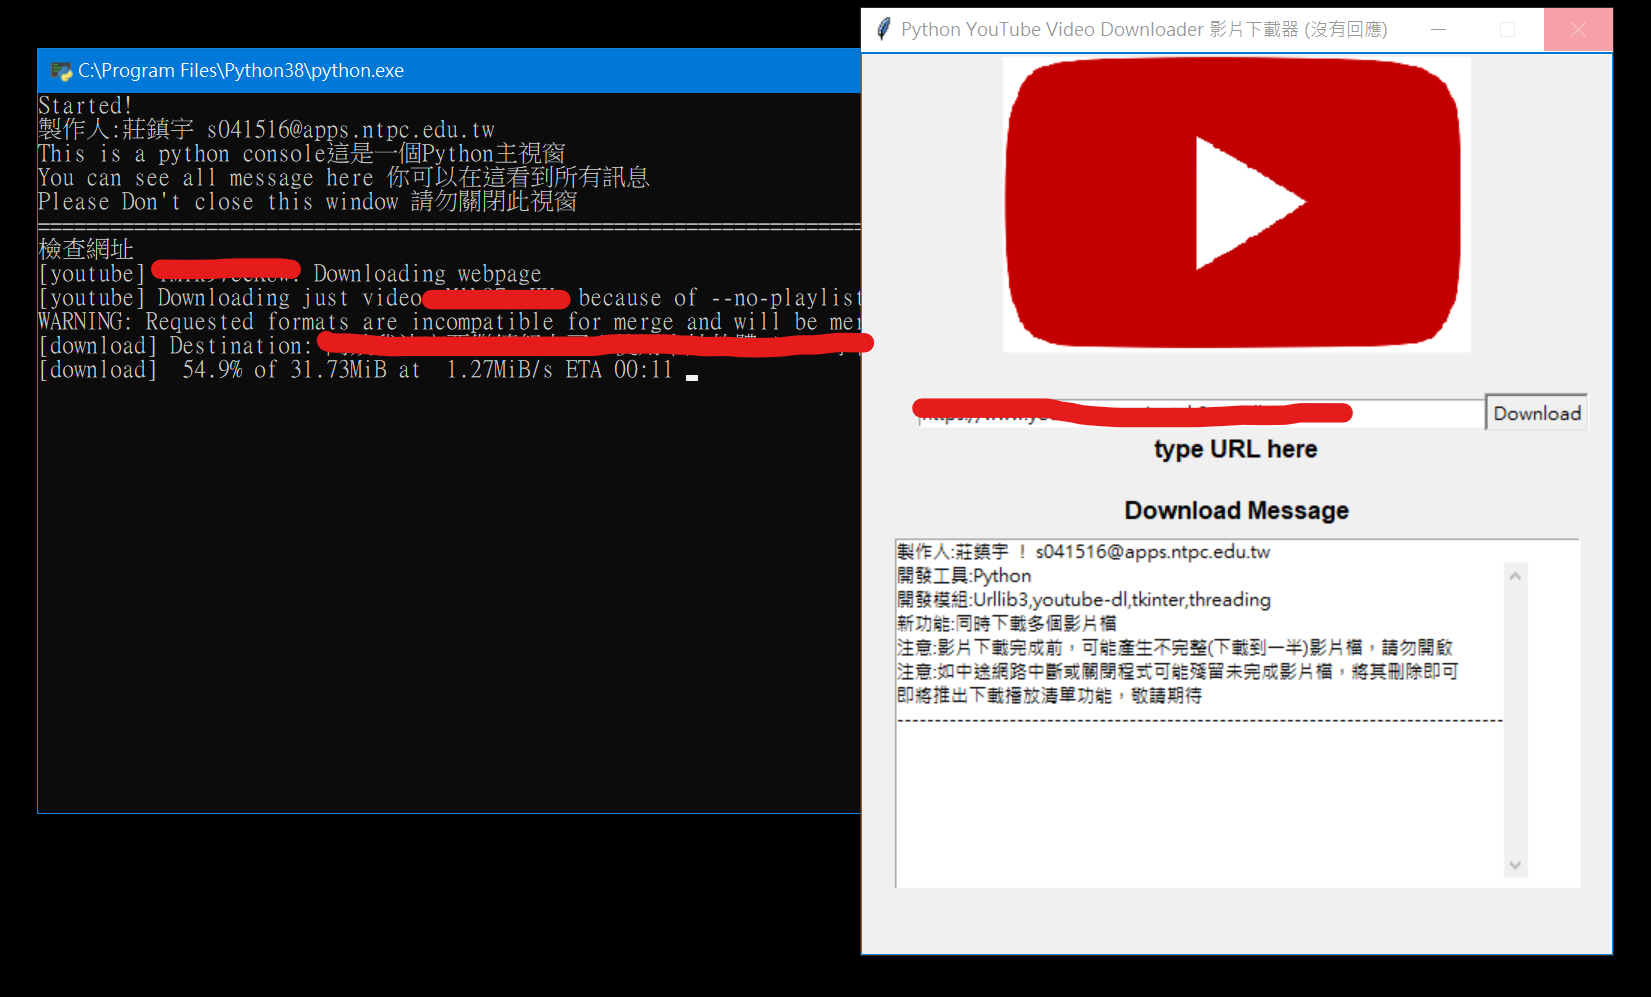 C:\Program Files\Python38\python.exe
Started!
製作人:莊鎮宇 s041516@apps.ntpc.edu.tw
This is a python console這是一個Python主視窗
You can see all message here 你可以在這看到所有訊息
Please Don't close this window 請勿關閉此視窗
檢查網址
[youtube] Downloading webpage
[youtube] Downloading just video because of --no-playlist
WARNING: Requested formats are incompatible for merge and will be mer
[download] Destination:
[download] 54.9% of 31.73MiB at 1.27MiB/s ETA 00:11
Python YouTube Video Downloader 影片下載器 (沒有回應)
Download
type URL here
Download Message
製作人:莊鎮宇 ! s041516@apps.ntpc.edu.tw
開發工具:Python
開發模組:Urllib3,youtube-dl,tkinter,threading
新功能:同時下載多個影片檔
注意:影片下載完成前，可能產生不完整(下載到一半)影片檔，請勿開啟
注意:如中途網路中斷或關閉程式可能殘留未完成影片檔，將其刪除即可
即將推出下載播放清單功能，敬請期待